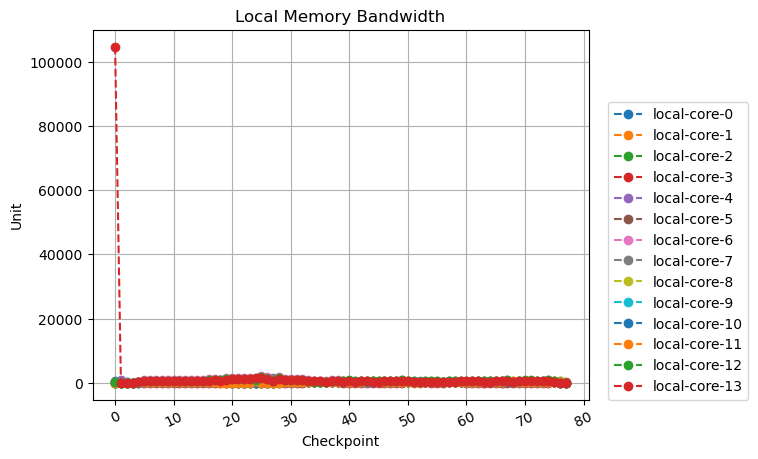 Local Memory Bandwidth
Unit
100000
80000
60000
40000
20000
0
0 10 20 30 40 50 60 70 80
Checkpoint
local-core-0
local-core-1
local-core-2
local-core-3
local-core-4
local-core-5
local-core-6
local-core-7
local-core-8
local-core-9
local-core-10
local-core-11
local-core-12
local-core-13